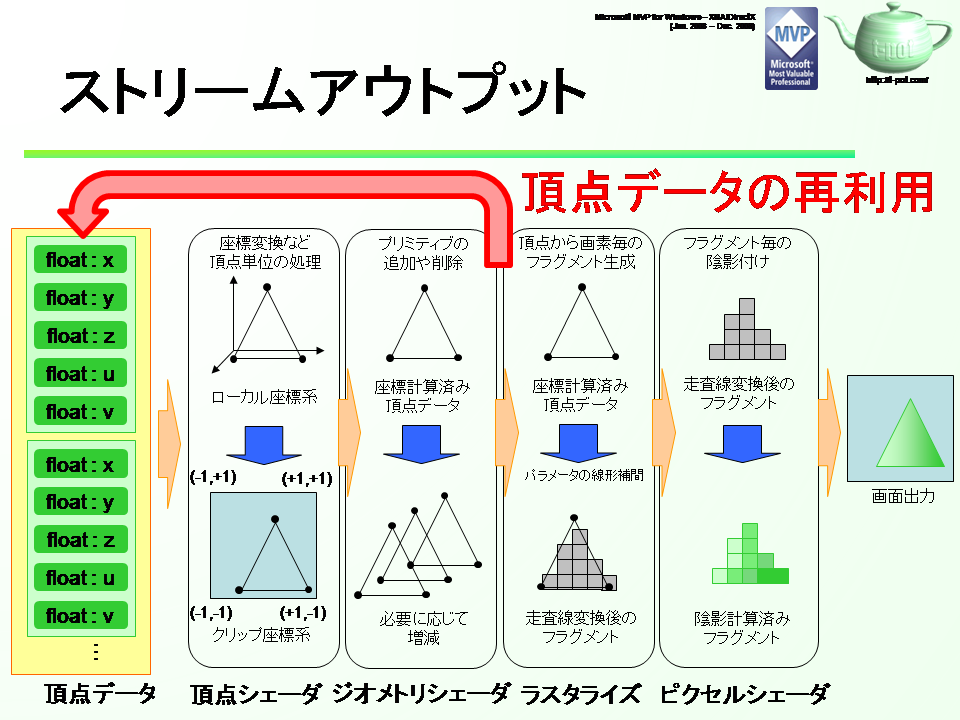 Microsoft MVP for Windows – XNA/DirectX
(Jan. 2008 – Dec. 2008)
MVP
Microsoft®
Most Valuable
Professional
t-pot
http://t-pot.com/
ストリームアウトプット
頂点データの再利用
float : x
float : y
float : z
float : u
float : v
float : x
float : y
float : z
float : u
float : v
…
頂点データ
座標変換など
頂点単位の処理
ローカル座標系
(-1,+1)
(+1,+1)
(-1,-1)
(+1,-1)
クリップ座標系
頂点シェーダ
プリミティブの
追加や削除
座標計算済み
頂点データ
必要に応じて
増減
ジオメトリシェーダ
頂点から画素毎の
フラグメント生成
座標計算済み
頂点データ
パラメータの線形補間
走査線変換後の
フラグメント
ラスタライズ
フラグメント毎の
陰影付け
走査線変換後の
フラグメント
陰影計算済み
フラグメント
ピクセルシェーダ
画面出力